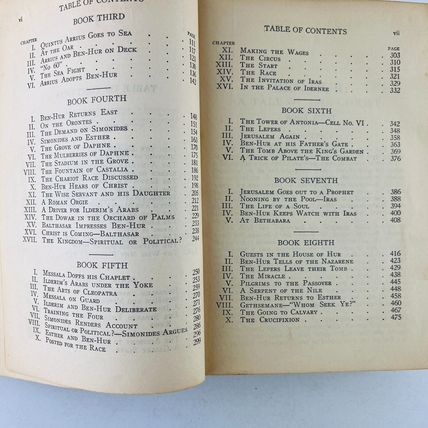 vi TABLE OF CONTENTS
BOOK THIRD
CHAPTER PAGE
I. Quintus Arrius Goes to Sea
II. At the Oar
III. Arrius and Ben-Hur on Deck
IV. "No 60"
V. The Sea Fight
VI. Arrius Adopts Ben-Hur
BOOK FOURTH
I. Ben-Hur Returns East 148
II. On the Orontes
III. The Demand on Simonides
IV. Simonides and Esther
V. The Grove of Daphne
VI. The Mulberries of Daphne
VII. The Stadium in the Grove
VIII. The Fountain of Castalia
IX. The Chariot Race Discussed
X. Ben-Hur Hears of Christ
XI. The Wise Servant and His Daughter
XII. A Roman Orgie
XIII. A Driver for Ilderim's Arabs
XIV. The Dowar in the Orchard of Palms
XV. Balthasar Impresses Ben-Hur
XVI. Christ is Coming—Balthasar
XVII. The Kingdom—Spiritual or Political? 244
BOOK FIFTH
I. Messala Doffs his Chaplet 250
II. Ilderim's Arabs under the Yoke
III. The Arts of Cleopatra
IV. Messala on Guard
V. Ilderim and Ben-Hur Deliberate
VI. Training the Four
VII. Simonides Renders Account
VIII. Spiritual or Political?—Simonides Argues
IX. Esther and Ben-Hur
X. Posted for the Race
TABLE OF CONTENTS vii
CHAPTER PAGE
XI. Making the Wages 303
XII. The Circus 310
XIII. The Start 315
XIV. The Race 321
XV. The Invitation of Iras 329
XVI. In the Palace of Idernee 332
BOOK SIXTH
I. The Tower of Antonia—Cell No. VI. 342
II. The Lepers 348
III. Jerusalem Again 358
IV. Ben-Hur at His Father's Gate 363
V. The Tomb Above the King's Garden 369
VI. A Trick of Pilate's—The Combat 376
BOOK SEVENTH
I. Jerusalem Goes out to a Prophet 386
II. Nooning by the Pool—Iras 388
III. The Life of a Soul 394
IV. Ben-Hur Keeps Watch with Iras 400
V. At Bethabara 408
BOOK EIGHTH
I. Guests in the House of Hur 416
II. Ben-Hur Tells of the Nazarene 423
III. The Lepers Leave their Tomb 429
IV. The Miracle 438
V. Pilgrims to the Passover 445
VI. A Serpent of the Nile 448
VII. Ben-Hur Returns to Esther 458
VIII. Gethsemane—"Whom Seek Ye?"
IX. The Going to Calvary 467
X. The Crucifixion 475